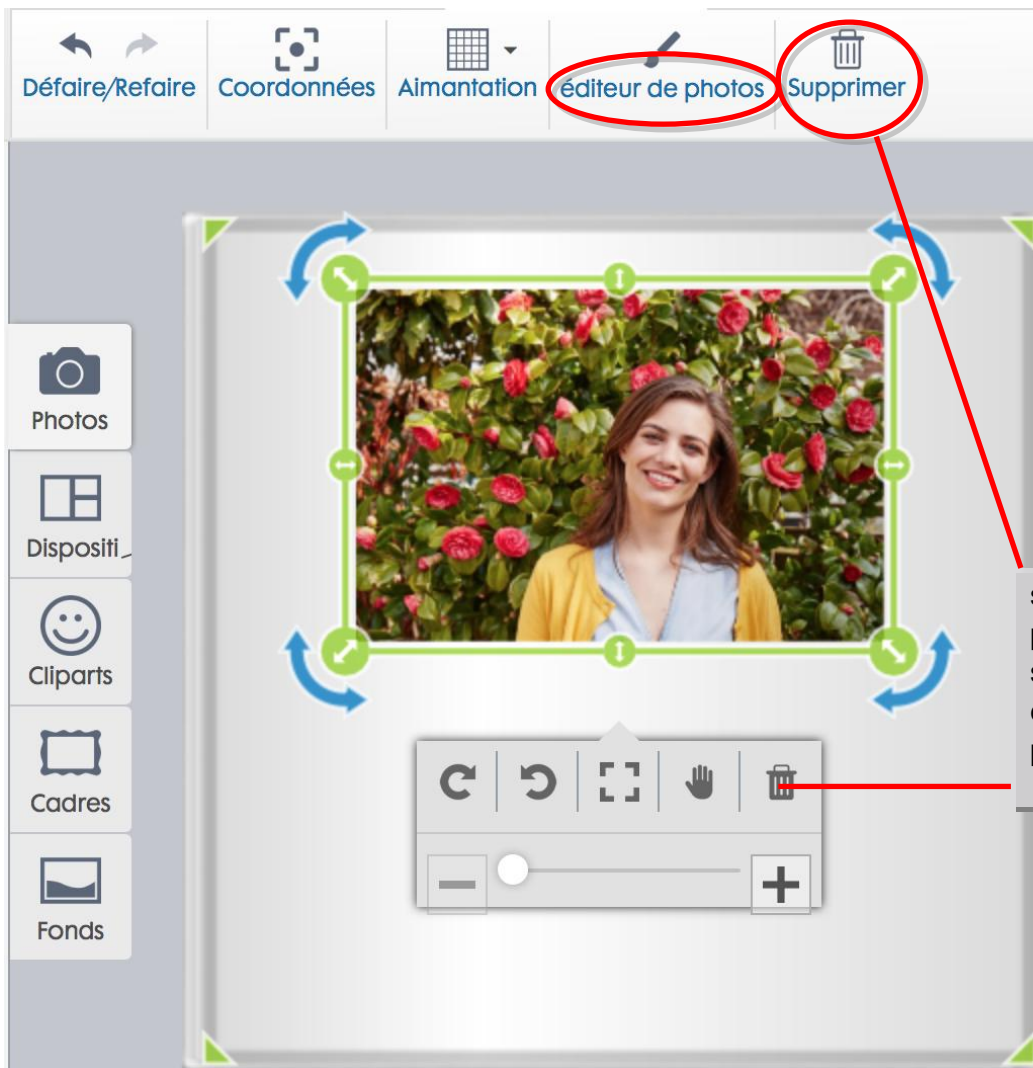 Défaire/Refaire
Coordonnées
Aimantation
éditeur de photos
Supprimer
Photos
Dispositi
Cliparts
Cadres
Fonds